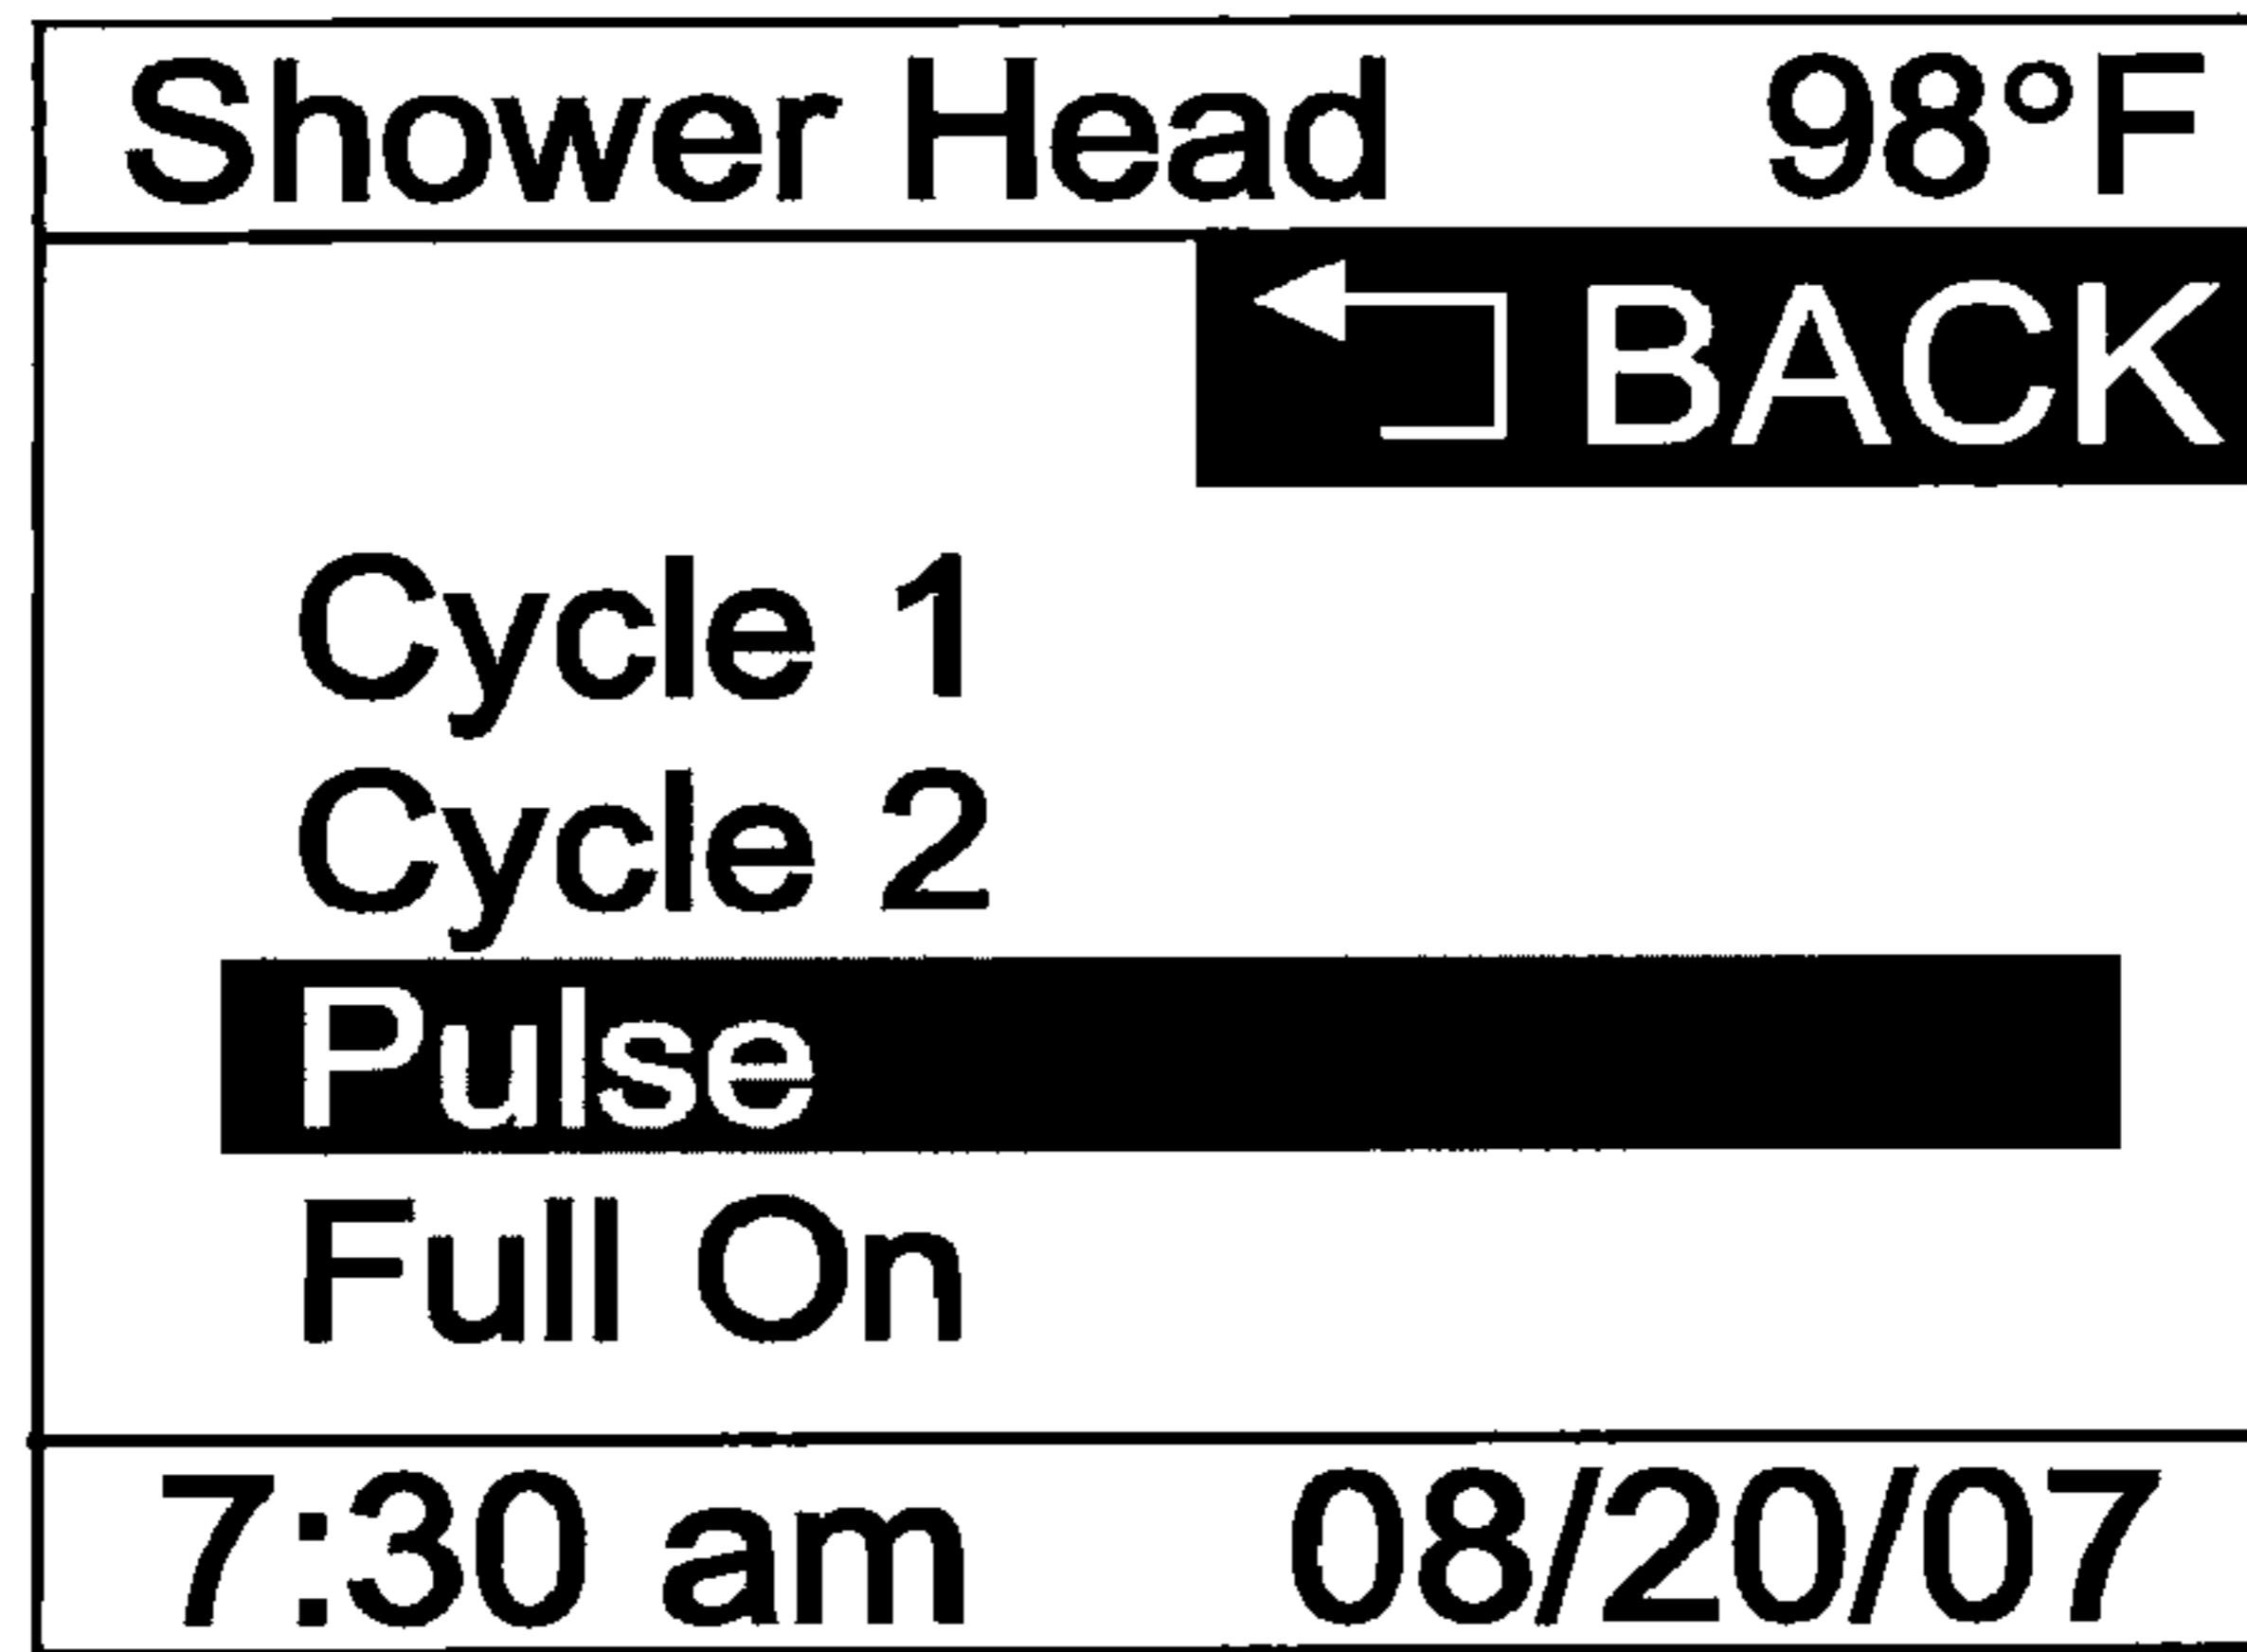 Shower Head 98°F
BACK
Cycle 1
Cycle 2
Pulse
Full On
7:30 am 08/20/07